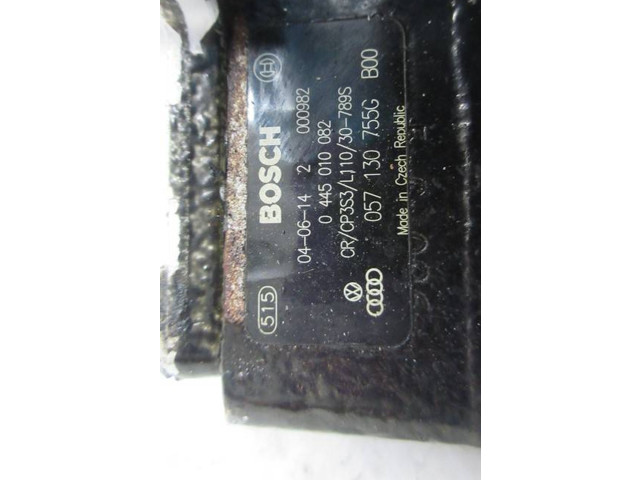 515 BOSCH
04-06-14 2 000982
0 445 010 082
CR/CP3S3/L110/30-789S
057 130 755G B00
Made in Czech Republic